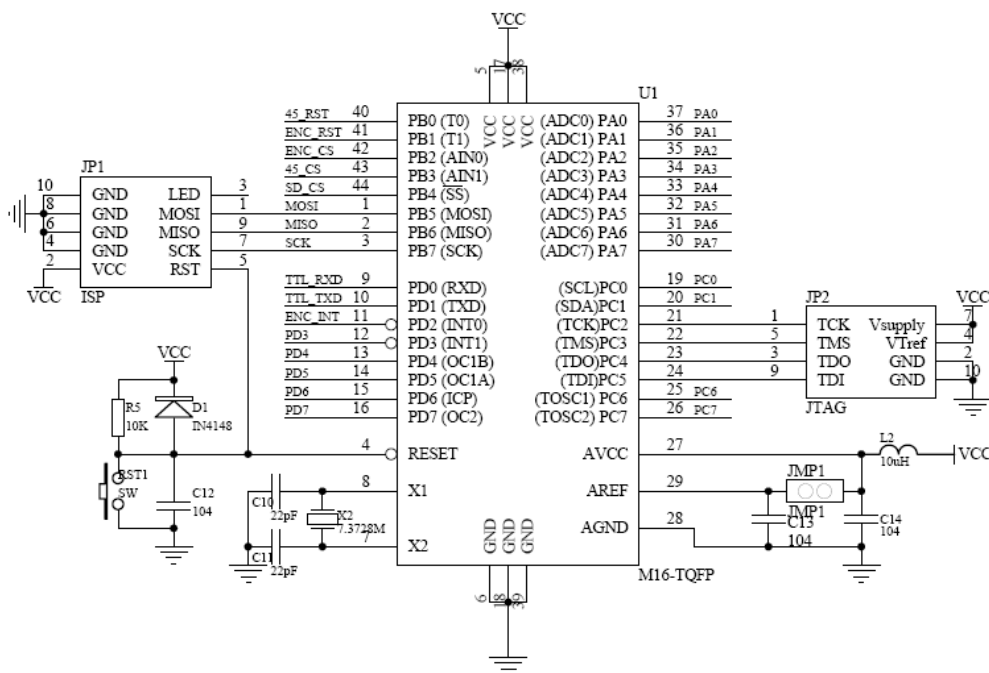 VCC
5 17 38
U1
45_RST 40 PB0 (T0) (ADC0) PA0 37 PA0
ENC_RST 41 PB1 (T1) (ADC1) PA1 36 PA1
ENC_CS 42 PB2 (AIN0) (ADC2) PA2 35 PA2
45_CS 43 PB3 (AIN1) (ADC3) PA3 34 PA3
SD_CS 44 PB4 (SS) (ADC4) PA4 33 PA4
MOSI 1 PB5 (MOSI) (ADC5) PA5 32 PA5
MISO 2 PB6 (MISO) (ADC6) PA6 31 PA6
SCK 3 PB7 (SCK) (ADC7) PA7 30 PA7
VCC VCC VCC
JP1
10 GND LED 3
8 GND MOSI 1
6 GND MISO 9
4 GND SCK 7
2 VCC RST 5
VCC ISP
TTL_RXD 9 PD0 (RXD) (SCL)PC0 19 PC0
TTL_TXD 10 PD1 (TXD) (SDA)PC1 20 PC1
ENC_INT 11 PD2 (INT0) (TCK)PC2 21
PD3 12 PD3 (INT1) (TMS)PC3 22
PD4 13 PD4 (OC1B) (TDO)PC4 23
PD5 14 PD5 (OC1A) (TDI)PC5 24
PD6 15 PD6 (ICP) (TOSC1) PC6 25 PC6
PD7 16 PD7 (OC2) (TOSC2) PC7 26 PC7
JP2
VCC
1 TCK Vsupply 7
5 TMS VTref 4
3 TDO GND 2
9 TDI GND 10
JTAG
VCC
R5
10K
D1
IN4148
4 RESET AVCC 27
L2
10uH
VCC
RST1
SW
C12
104
8 X1 AREF 29
JMP1
JMP1
C10
22pF
X2
7.3728M
C13
104
C14
104
7 X2 AGND 28
C11
22pF
GND GND GND
M16-TQFP
6 18 39